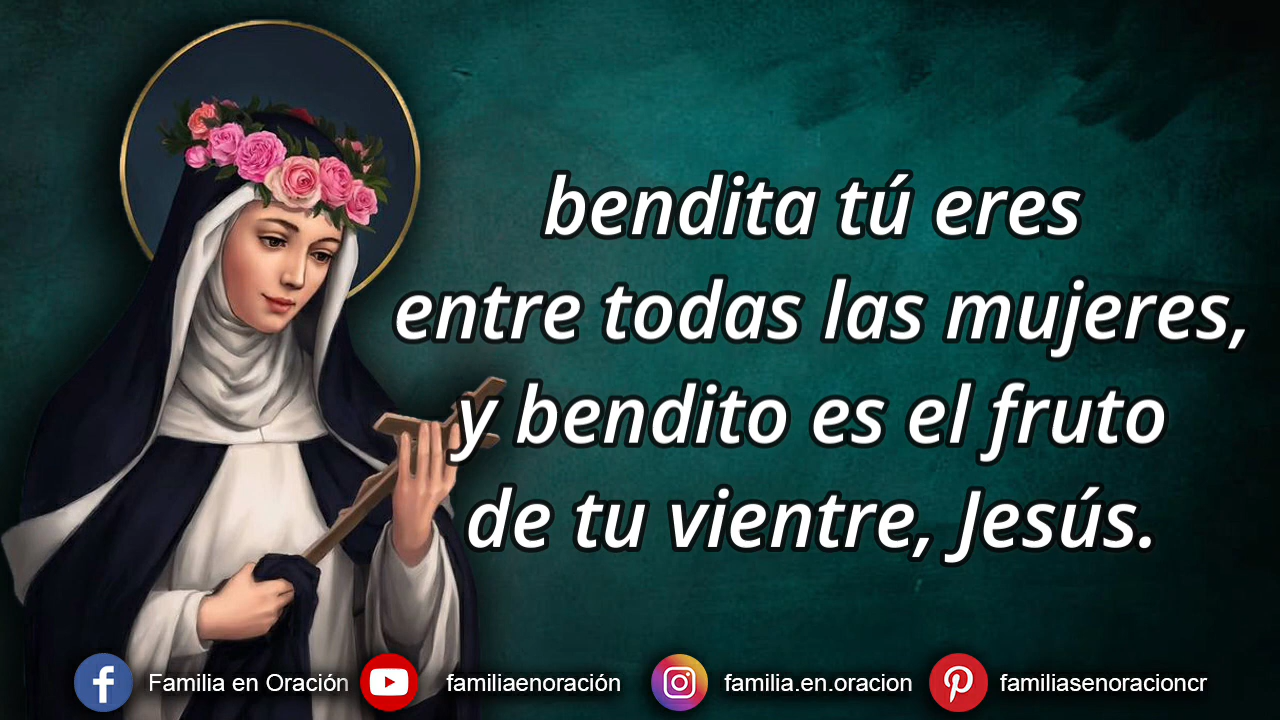 bendita tú eres
entre todas las mujeres,
y bendito es el fruto
de tu vientre, Jesús.
Familia en Oración familiaenoración familia.en.oracion familiasenoracioncr